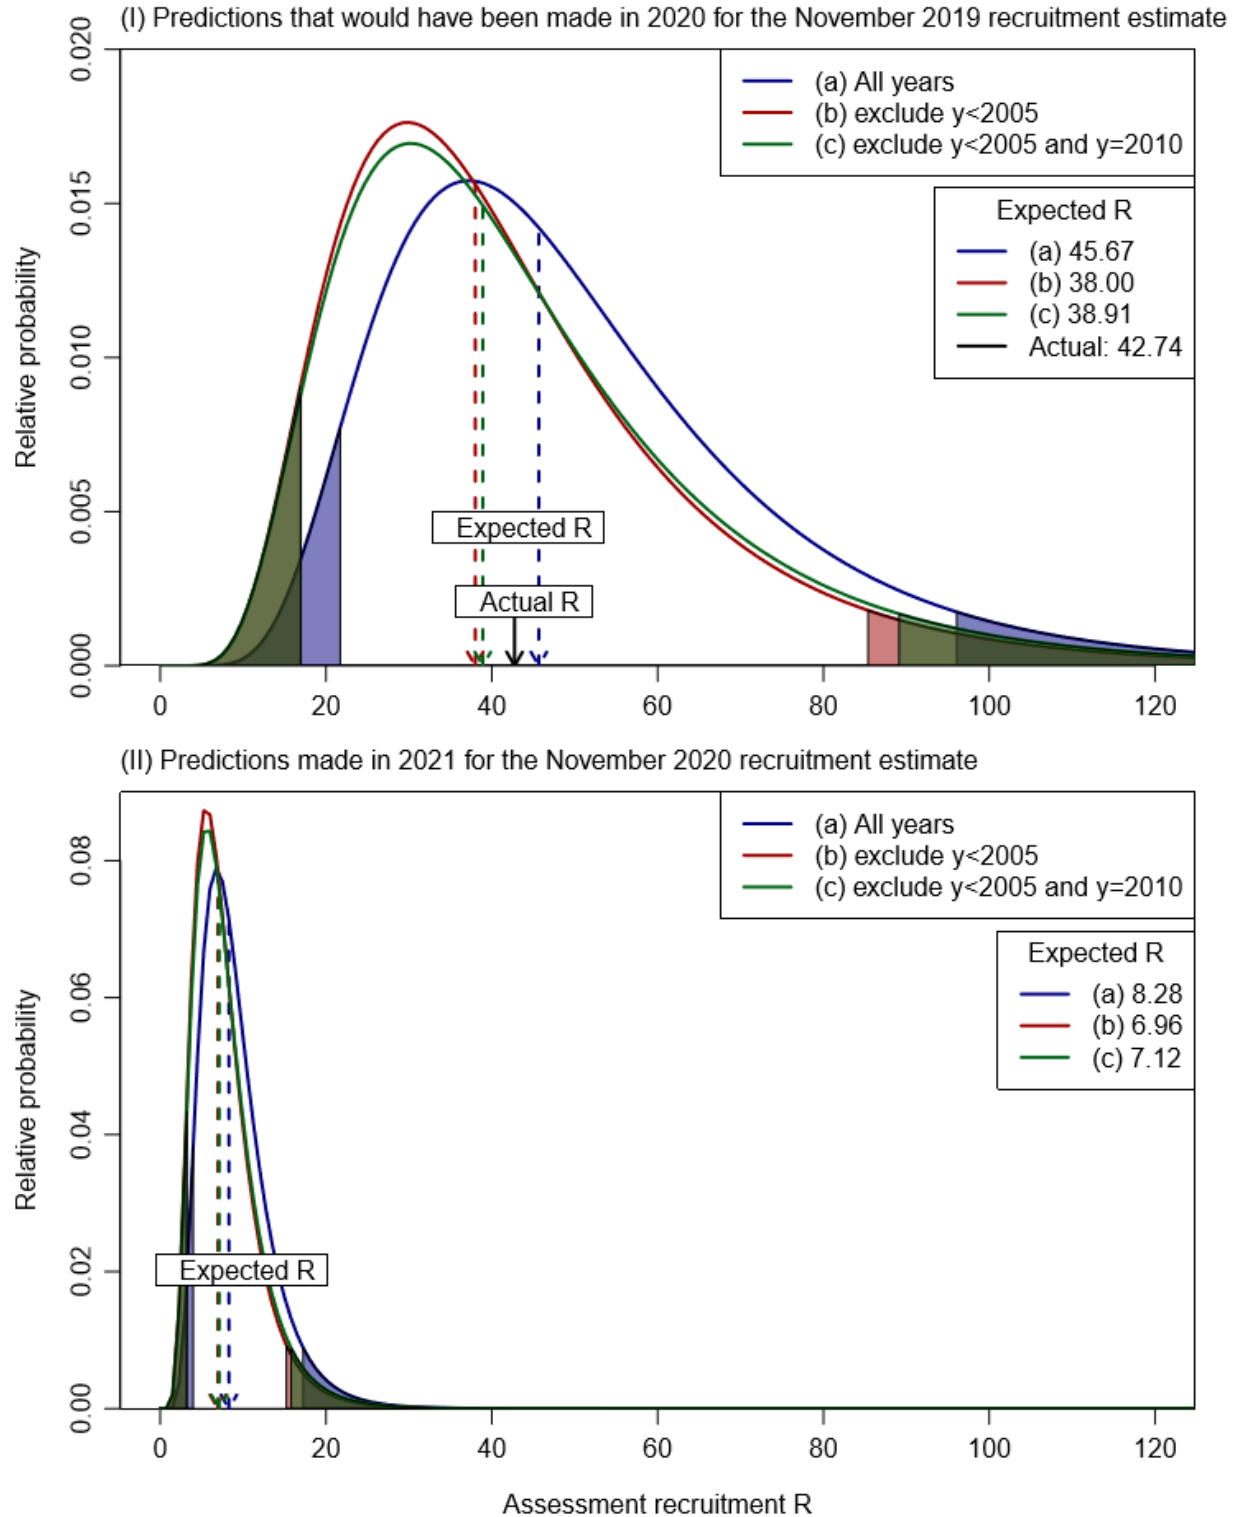 (I) Predictions that would have been made in 2020 for the November 2019 recruitment estimate
0.020
0.015
0.010
0.005
0.000
Relative probability
(a) All years
(b) exclude y<2005
(c) exclude y<2005 and y=2010
Expected R
(a) 45.67
(b) 38.00
(c) 38.91
Actual: 42.74
Expected R
Actual R
0 20 40 60 80 100 120
(II) Predictions made in 2021 for the November 2020 recruitment estimate
0.08
0.06
0.04
0.02
0.00
Relative probability
(a) All years
(b) exclude y<2005
(c) exclude y<2005 and y=2010
Expected R
(a) 8.28
(b) 6.96
(c) 7.12
Expected R
0 20 40 60 80 100 120
Assessment recruitment R